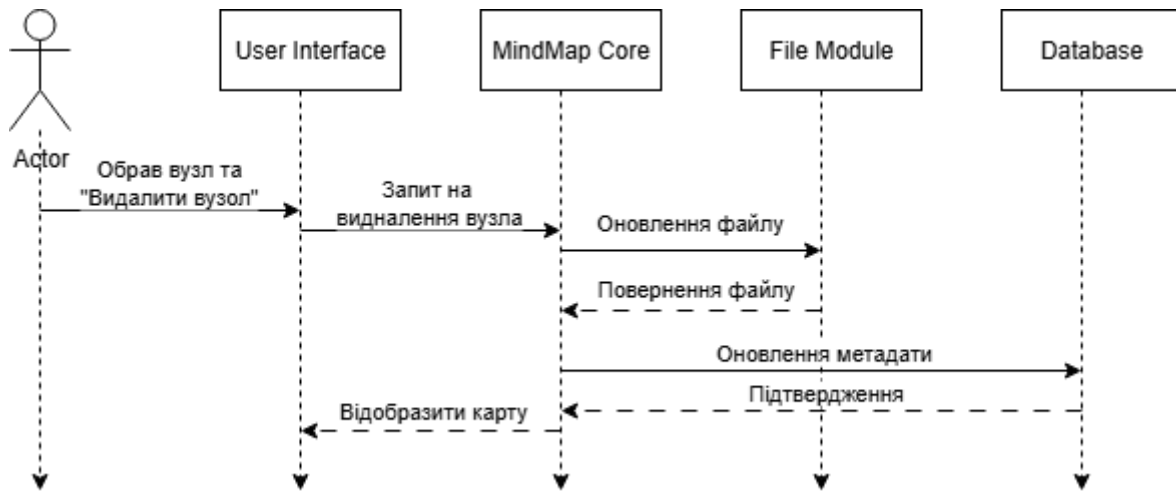 User Interface
MindMap Core
File Module
Database
Actor
Обрав вузл та
"Видалити вузол"
Запит на
видналення вузла
Оновлення файлу
Повернення файлу
Оновлення метадати
Підтвердження
Відобразити карту